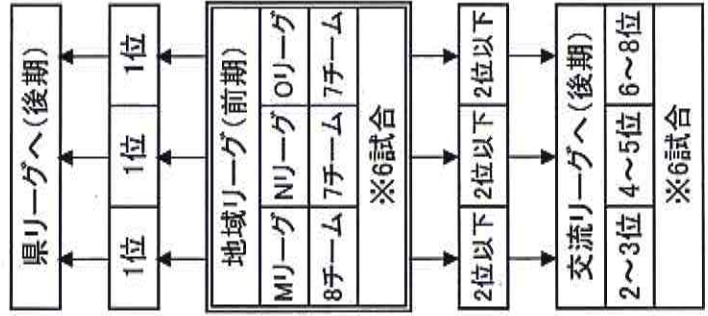 県リーグへ(後期)
1位 1位 1位
地域リーグ(前期)
Mリーグ Nリーグ Oリーグ
8チーム 7チーム 7チーム
※6試合
2位以下 2位以下 2位以下
交流リーグへ(後期)
2～3位 4～5位 6～8位
※6試合